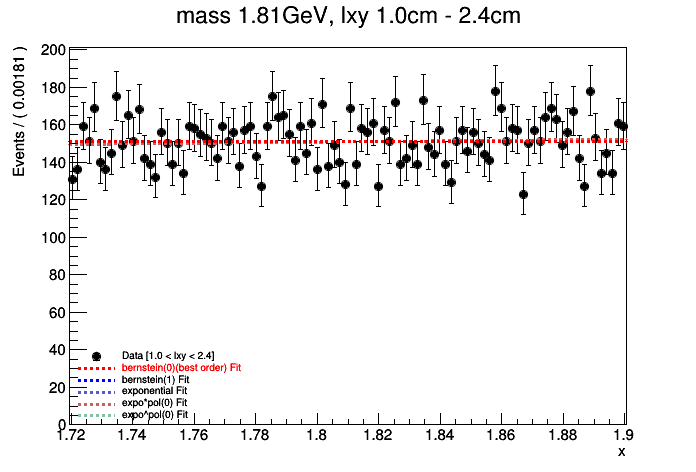 mass 1.81GeV, lxy 1.0cm - 2.4cm
Events / ( 0.00181 )
200
180
160
140
120
100
80
60
40
20
0
Data [1.0 < lxy < 2.4]
bernstein(0)(best order) Fit
bernstein(1) Fit
exponential Fit
expo*pol(0) Fit
expo^pol(0) Fit
1.72 1.74 1.76 1.78 1.8 1.82 1.84 1.86 1.88 1.9
x